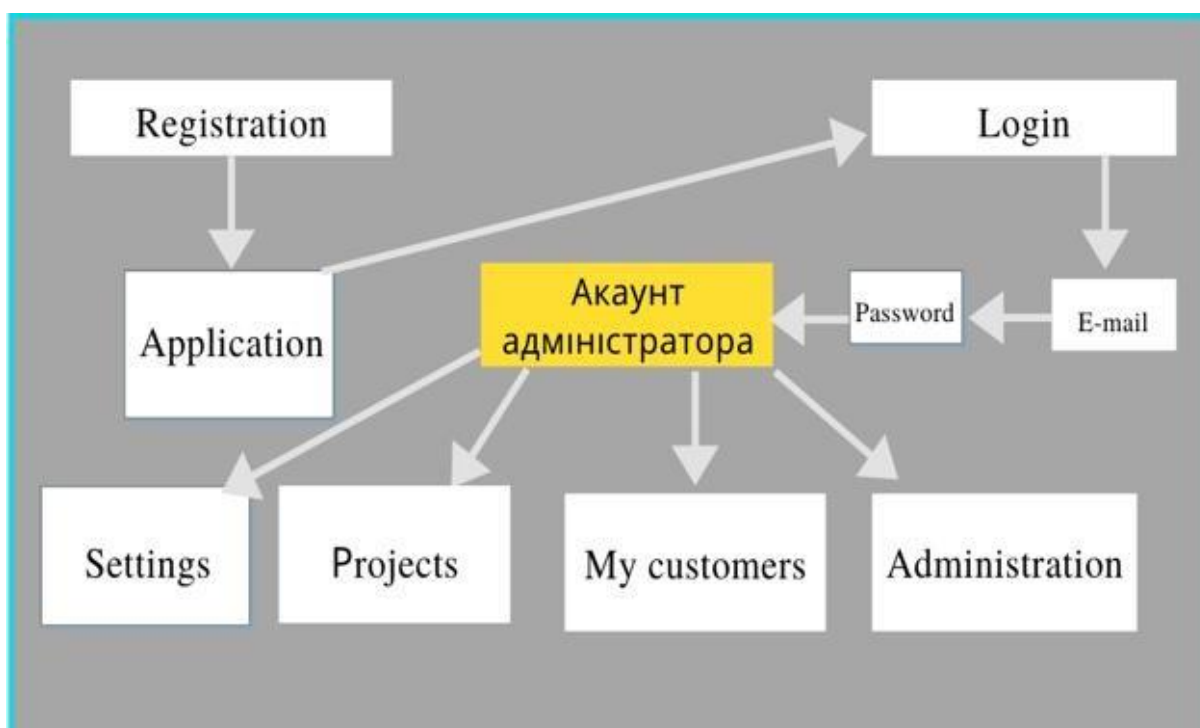 Registration
Login
Application
Акаунт
адміністратора
Password
E-mail
Settings
Projects
My customers
Administration